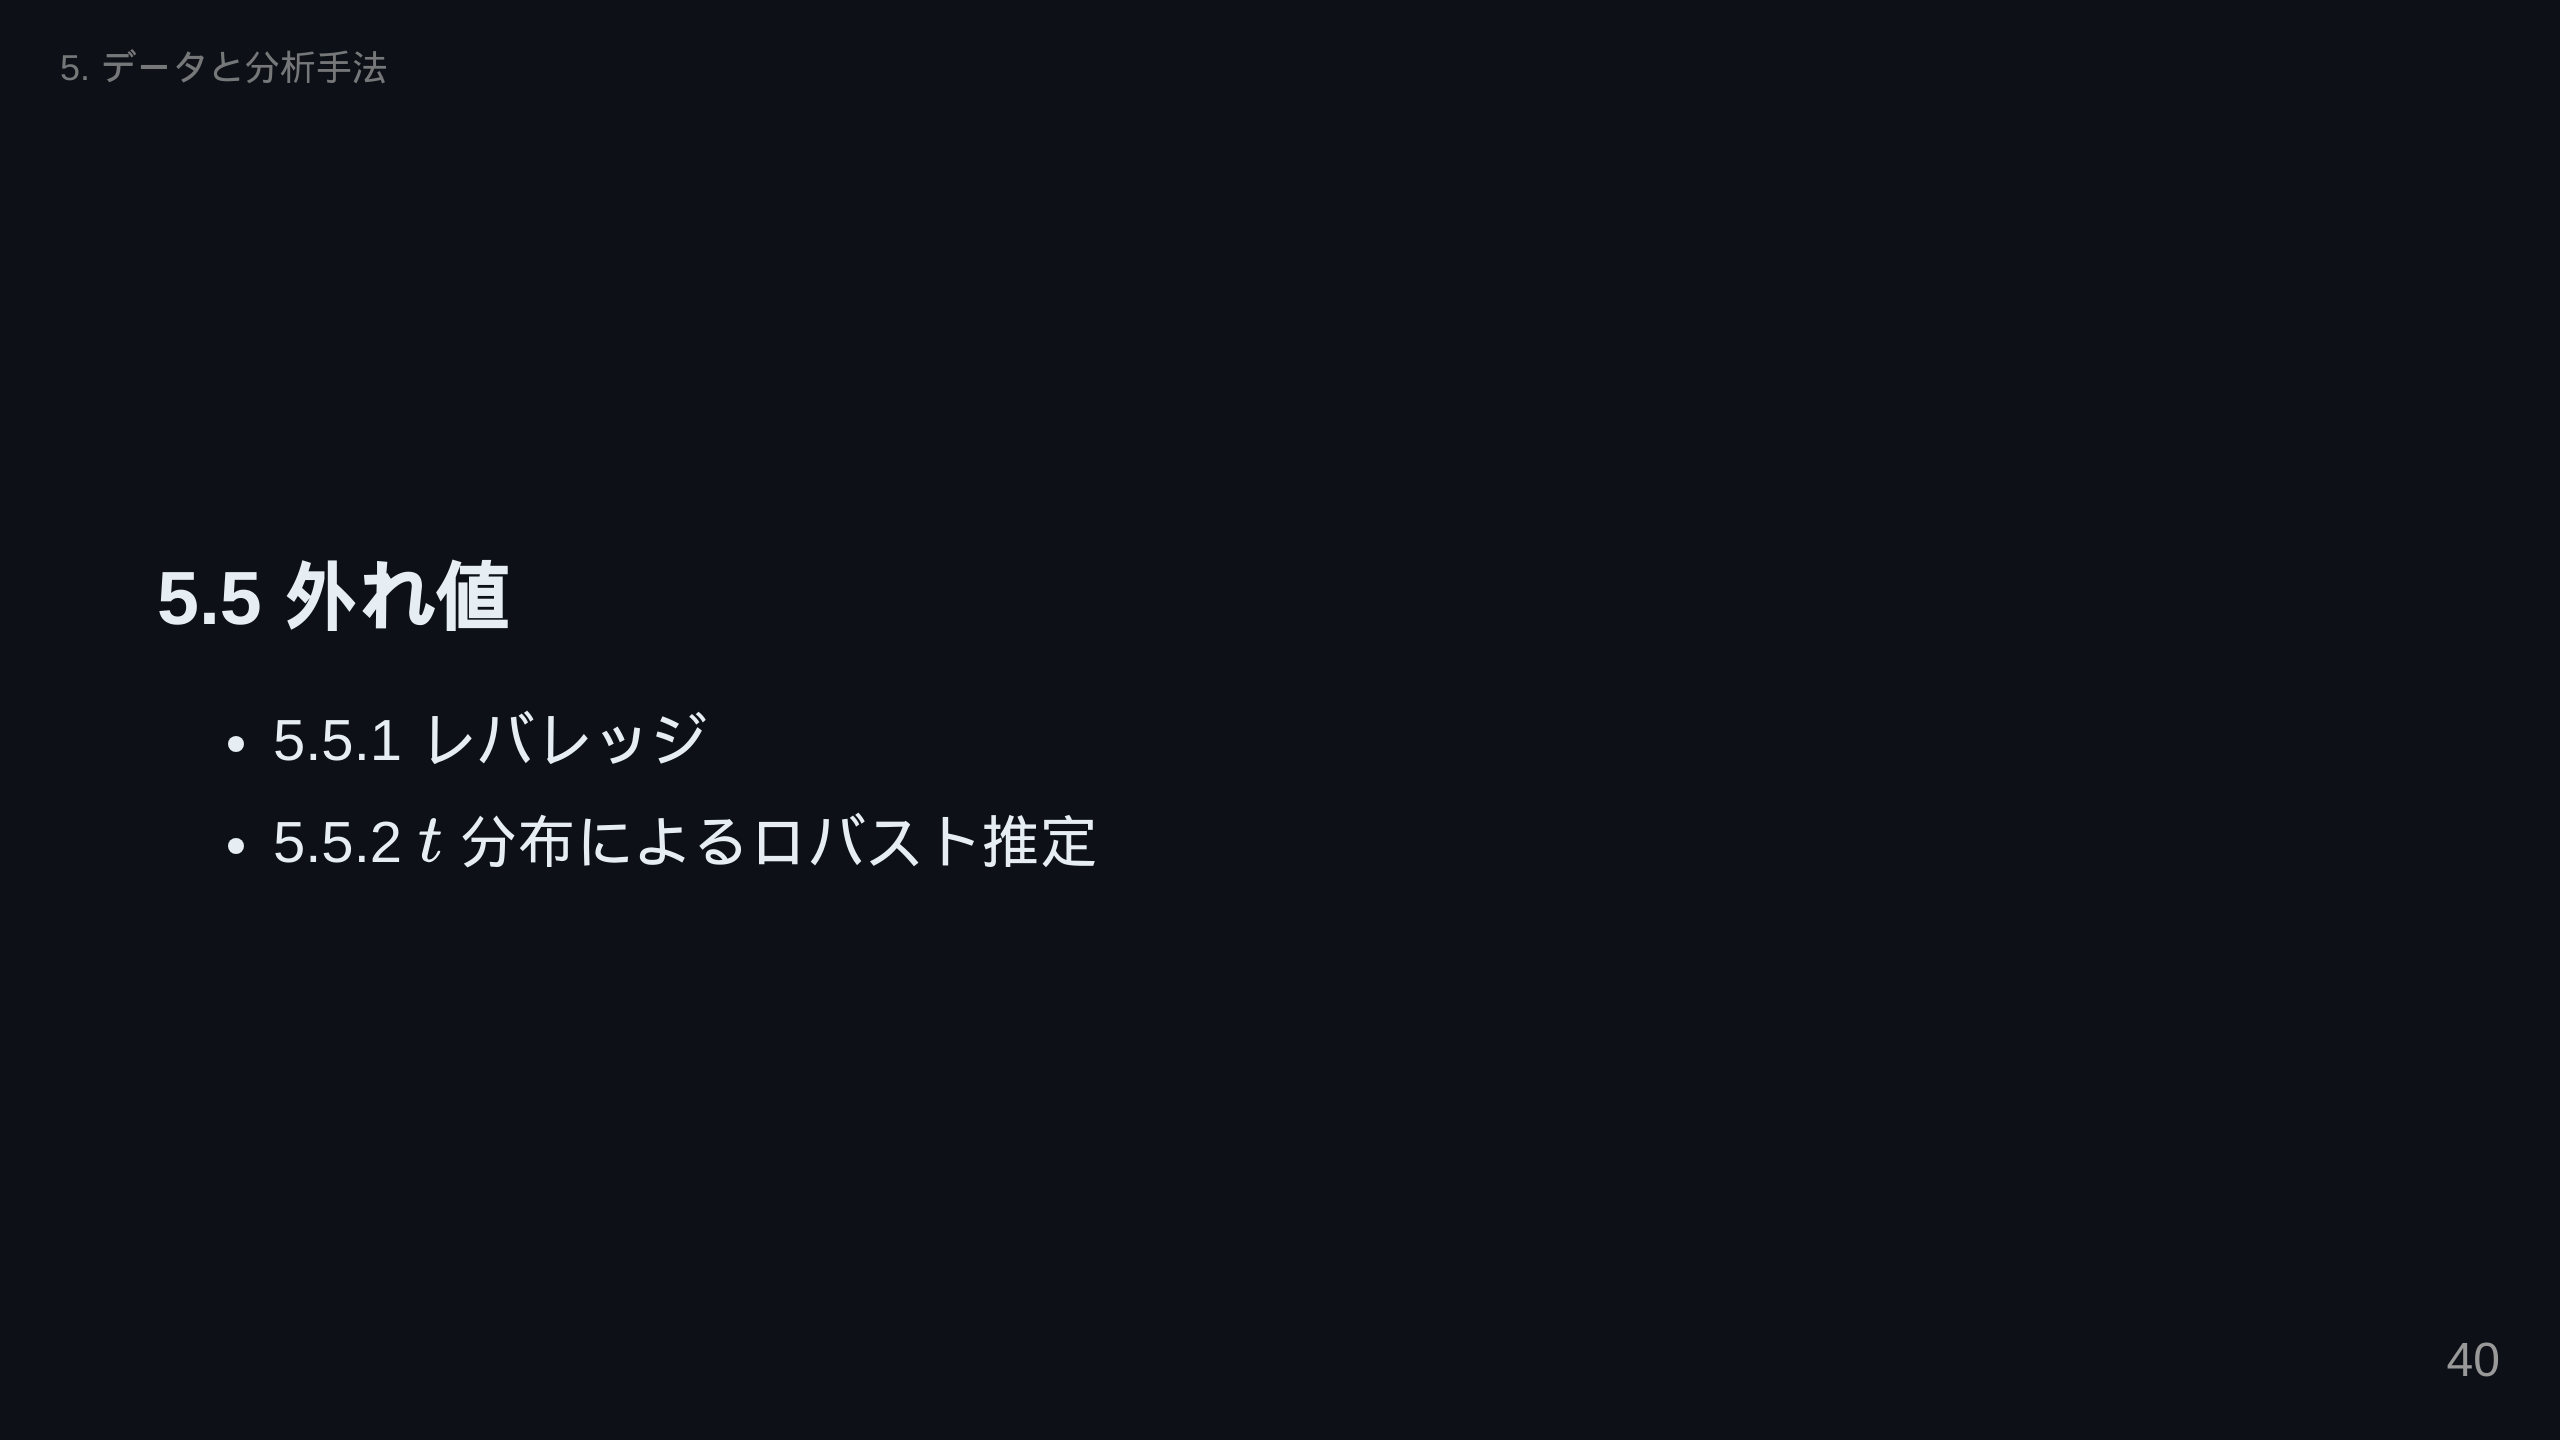 5. データと分析手法
5.5 外れ値
• 5.5.1 レバレッジ
• 5.5.2 t 分布によるロバスト推定
40